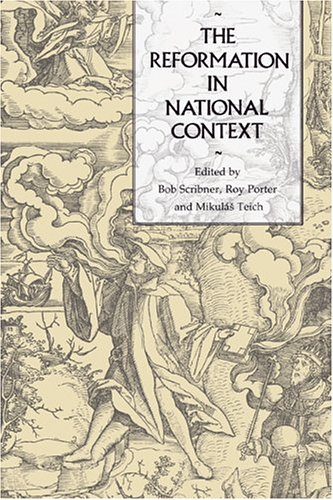 ~
THE
REFORMATION
IN
NATIONAL
CONTEXT
~
Edited by
Bob Scribner, Roy Porter
and Mikuláš Teich